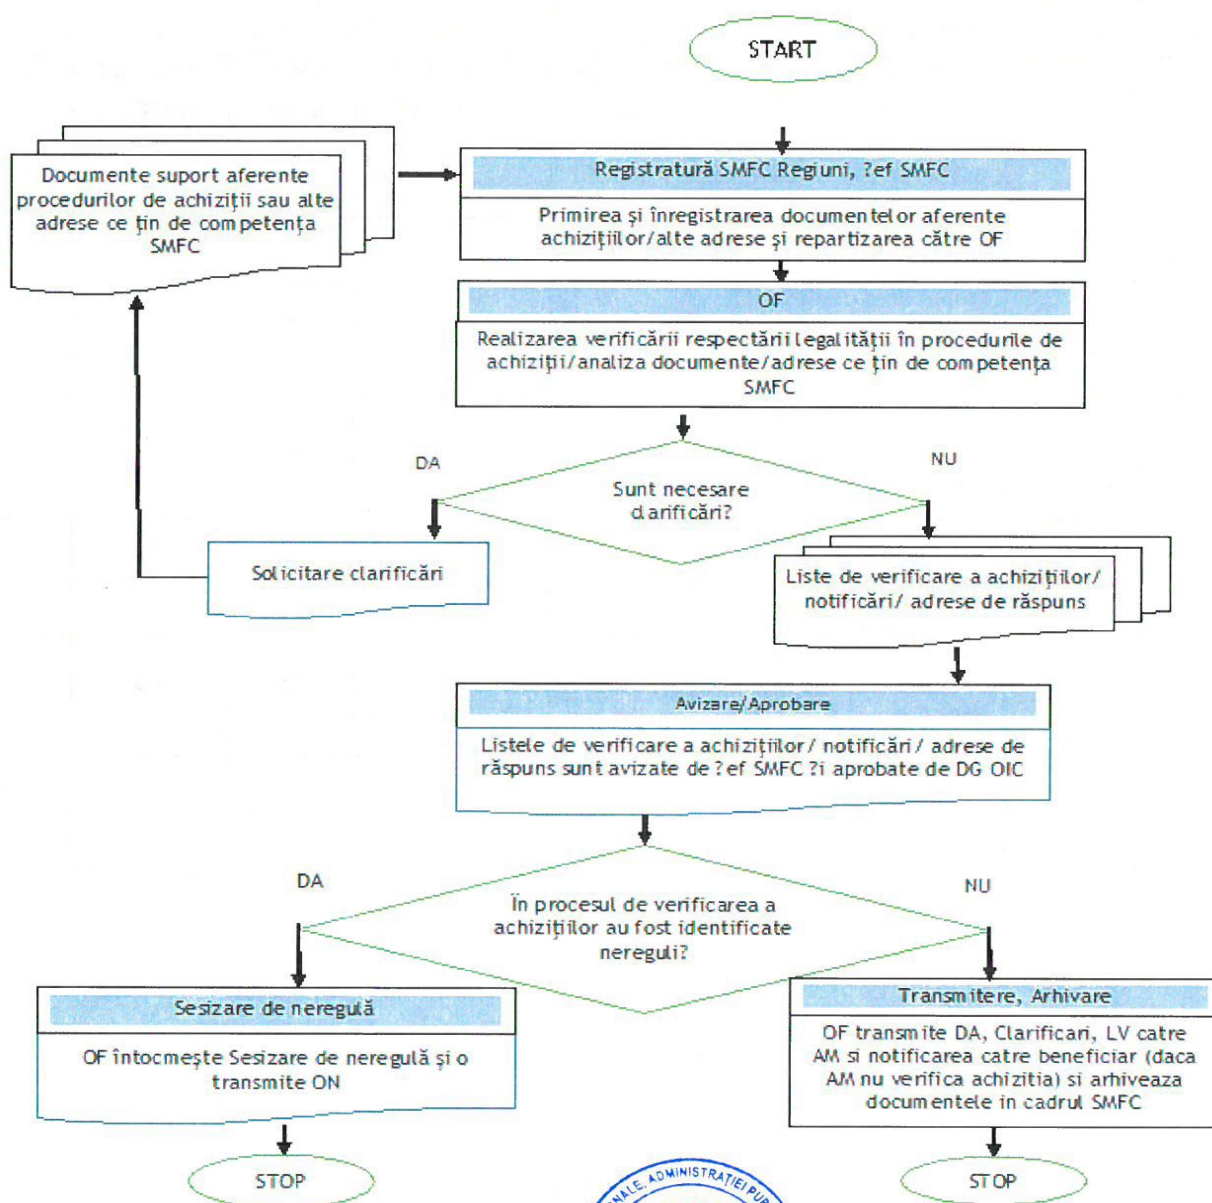 START
Documente suport aferente
procedurilor de achiziții sau alte
adrese ce țin de competența
SMFC
Registratură SMFC Regiuni, ?ef SMFC
Primirea și înregistrarea documentelor aferente
achizițiilor/alte adrese și repartizarea către OF
OF
Realizarea verificării respectării legalității în procedurile de
achiziții/analiza documente/adrese ce țin de competența
SMFC
DA
NU
Sunt necesare
clarificări?
Solicitare clarificări
Liste de verificare a achizițiilor/
notificări/ adrese de răspuns
Avizare/Aprobare
Listele de verificare a achizițiilor/ notificări/ adrese de
răspuns sunt avizate de ?ef SMFC ?i aprobate de DG OIC
DA
NU
În procesul de verificarea a
achizițiilor au fost identificate
nereguli?
Sesizare de neregulă
OF întocmește Sesizare de neregulă și o
transmite ON
Transmitere, Arhivare
OF transmite DA, Clarificari, LV catre
AM si notificarea catre beneficiar (daca
AM nu verifica achizitia) si arhiveaza
documentele in cadrul SMFC
STOP
STOP
ADMINISTRAȚIEI